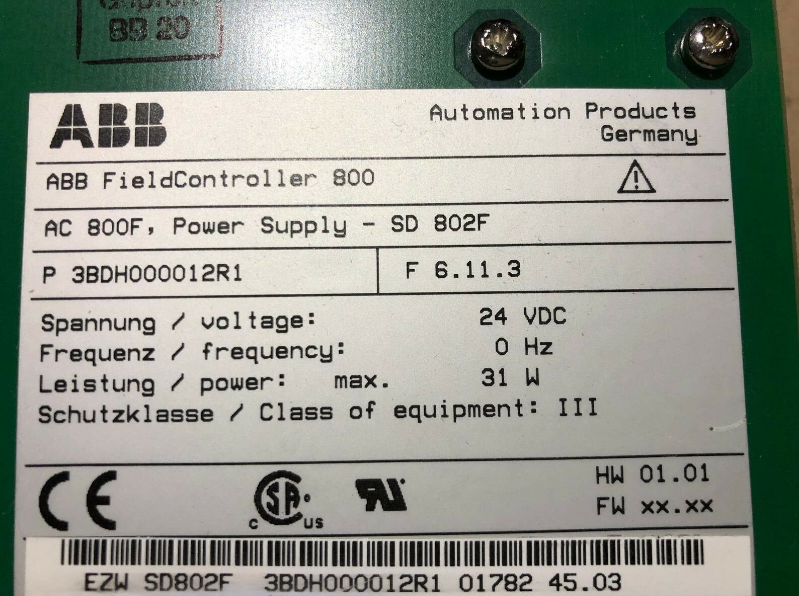 BB 20
ABB
Automation Products
Germany
ABB FieldController 800
AC 800F, Power Supply - SD 802F
P 3BDH000012R1
F 6.11.3
Spannung / voltage: 24 VDC
Frequenz / frequency: 0 Hz
Leistung / power: max. 31 W
Schutzklasse / Class of equipment: III
CE
c SA US
HW 01.01
FW xx.xx
EZW SD802F 3BDH000012R1 01782 45.03